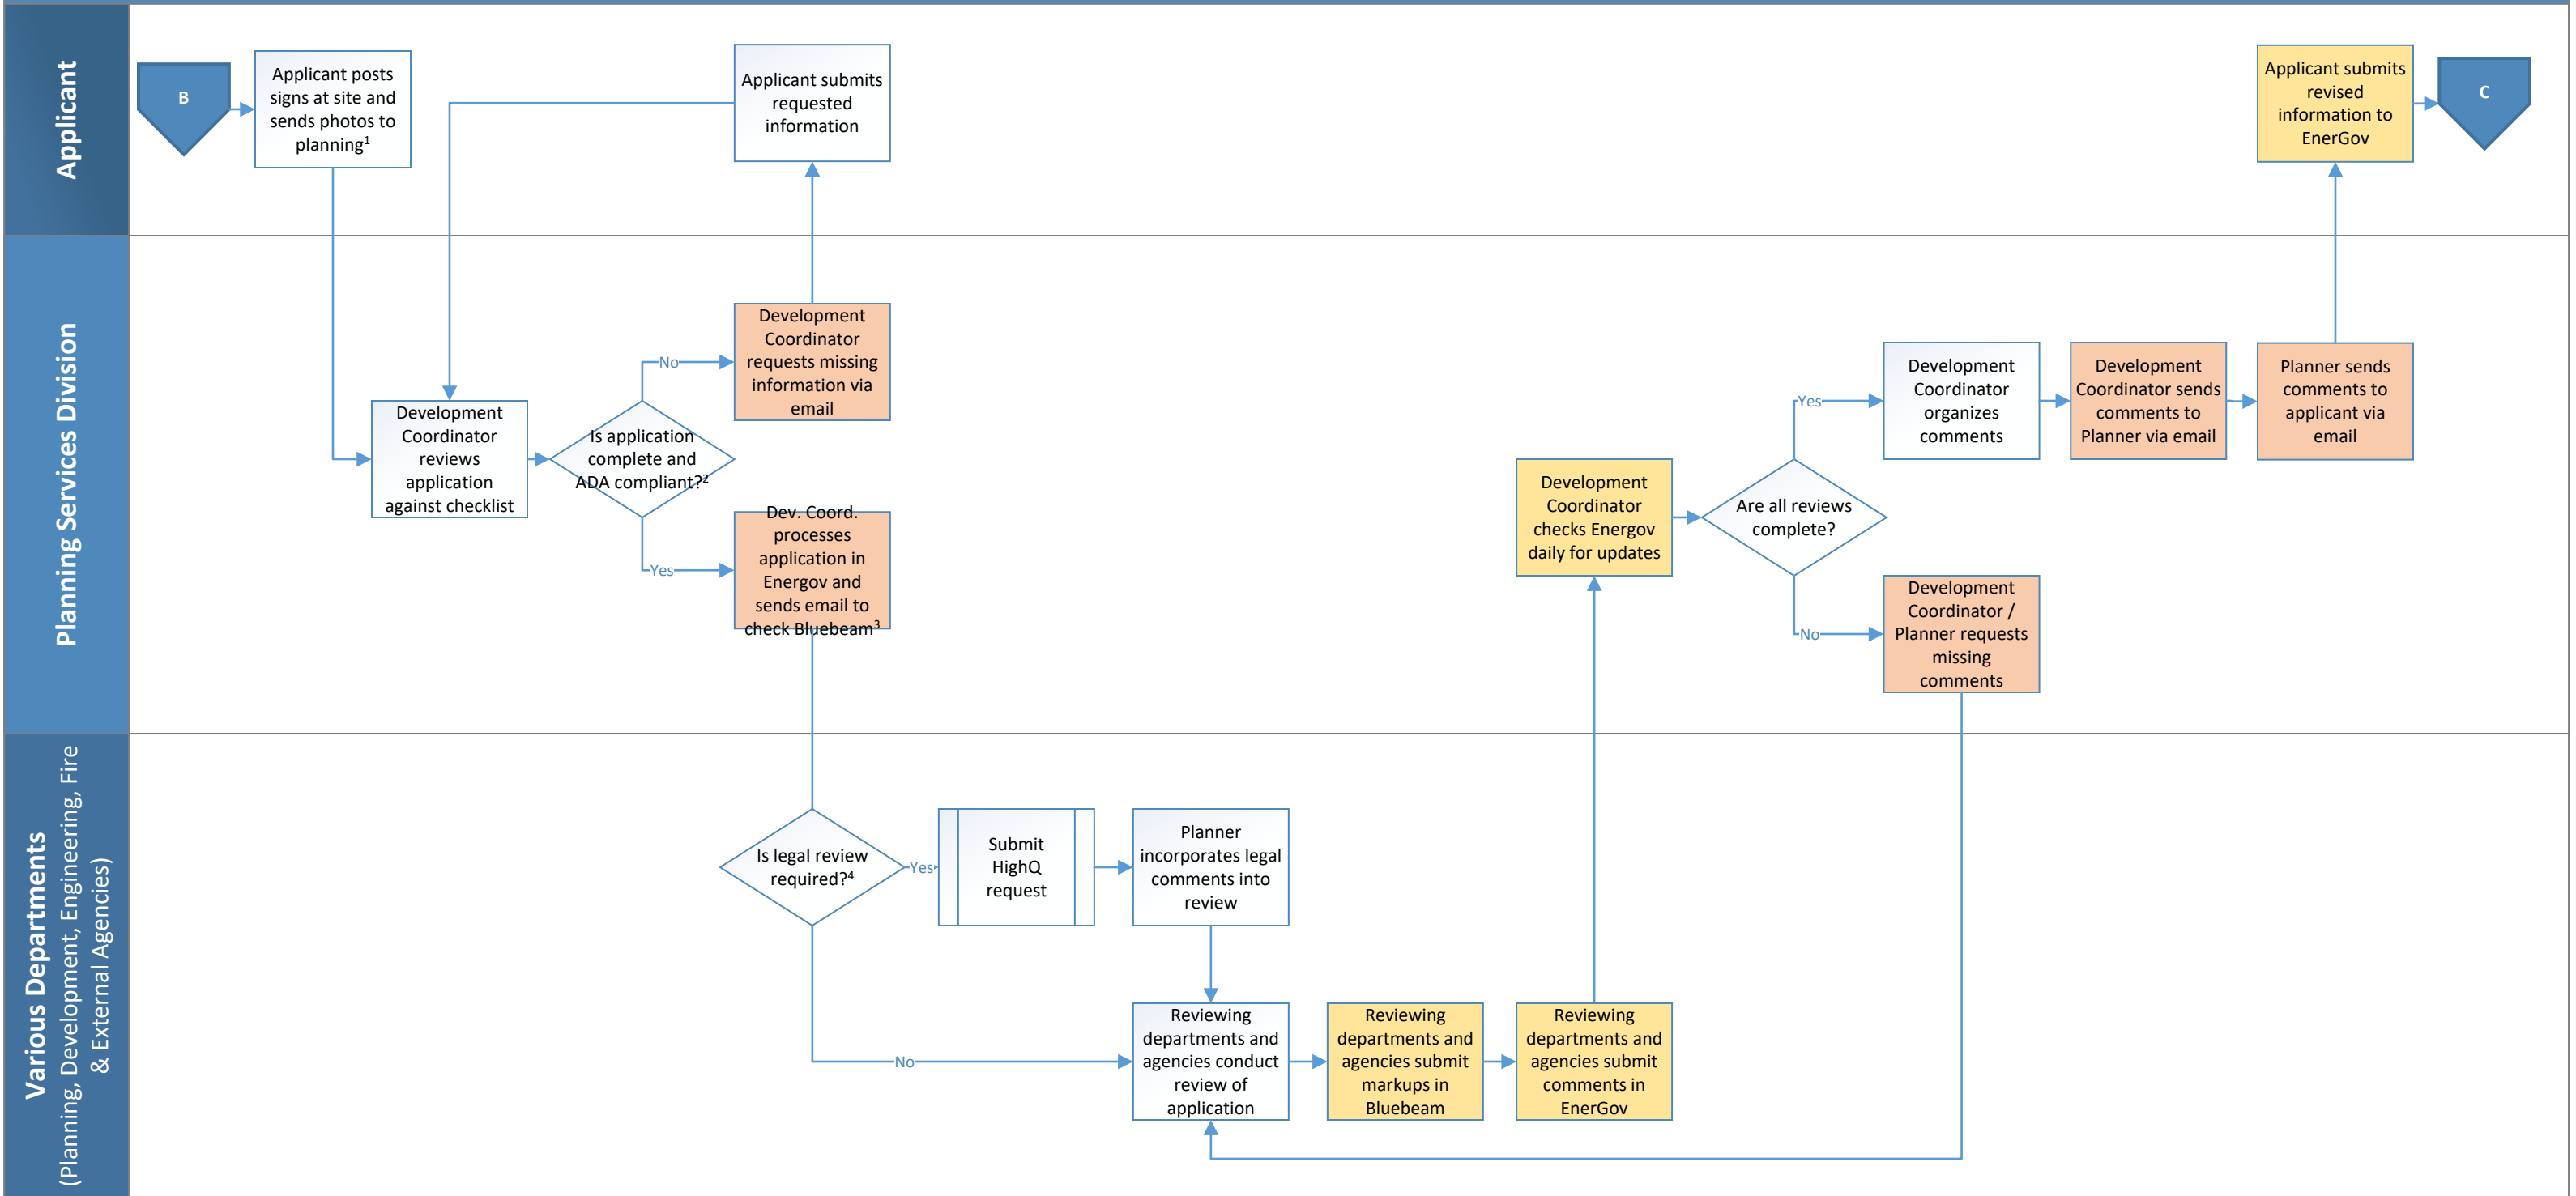 Applicant
B
Applicant posts
signs at site and
sends photos to
planning1
Applicant submits
requested
information
Applicant submits
revised
information to
EnerGov
C
Planning Services Division
Development
Coordinator
reviews
application
against checklist
Is application
complete and
ADA compliant?2
No
Development
Coordinator
requests missing
information via
email
Yes
Dev. Coord.
processes
application in
Energov and
sends email to
check Bluebeam3
Development
Coordinator
checks Energov
daily for updates
Are all reviews
complete?
Yes
Development
Coordinator
organizes
comments
Development
Coordinator sends
comments to
Planner via email
Planner sends
comments to
applicant via
email
No
Development
Coordinator /
Planner requests
missing
comments
Various Departments
(Planning, Development, Engineering, Fire
& External Agencies)
Is legal review
required?4
Yes
Submit
HighQ
request
Planner
incorporates legal
comments into
review
No
Reviewing
departments and
agencies conduct
review of
application
Reviewing
departments and
agencies submit
markups in
Bluebeam
Reviewing
departments and
agencies submit
comments in
EnerGov